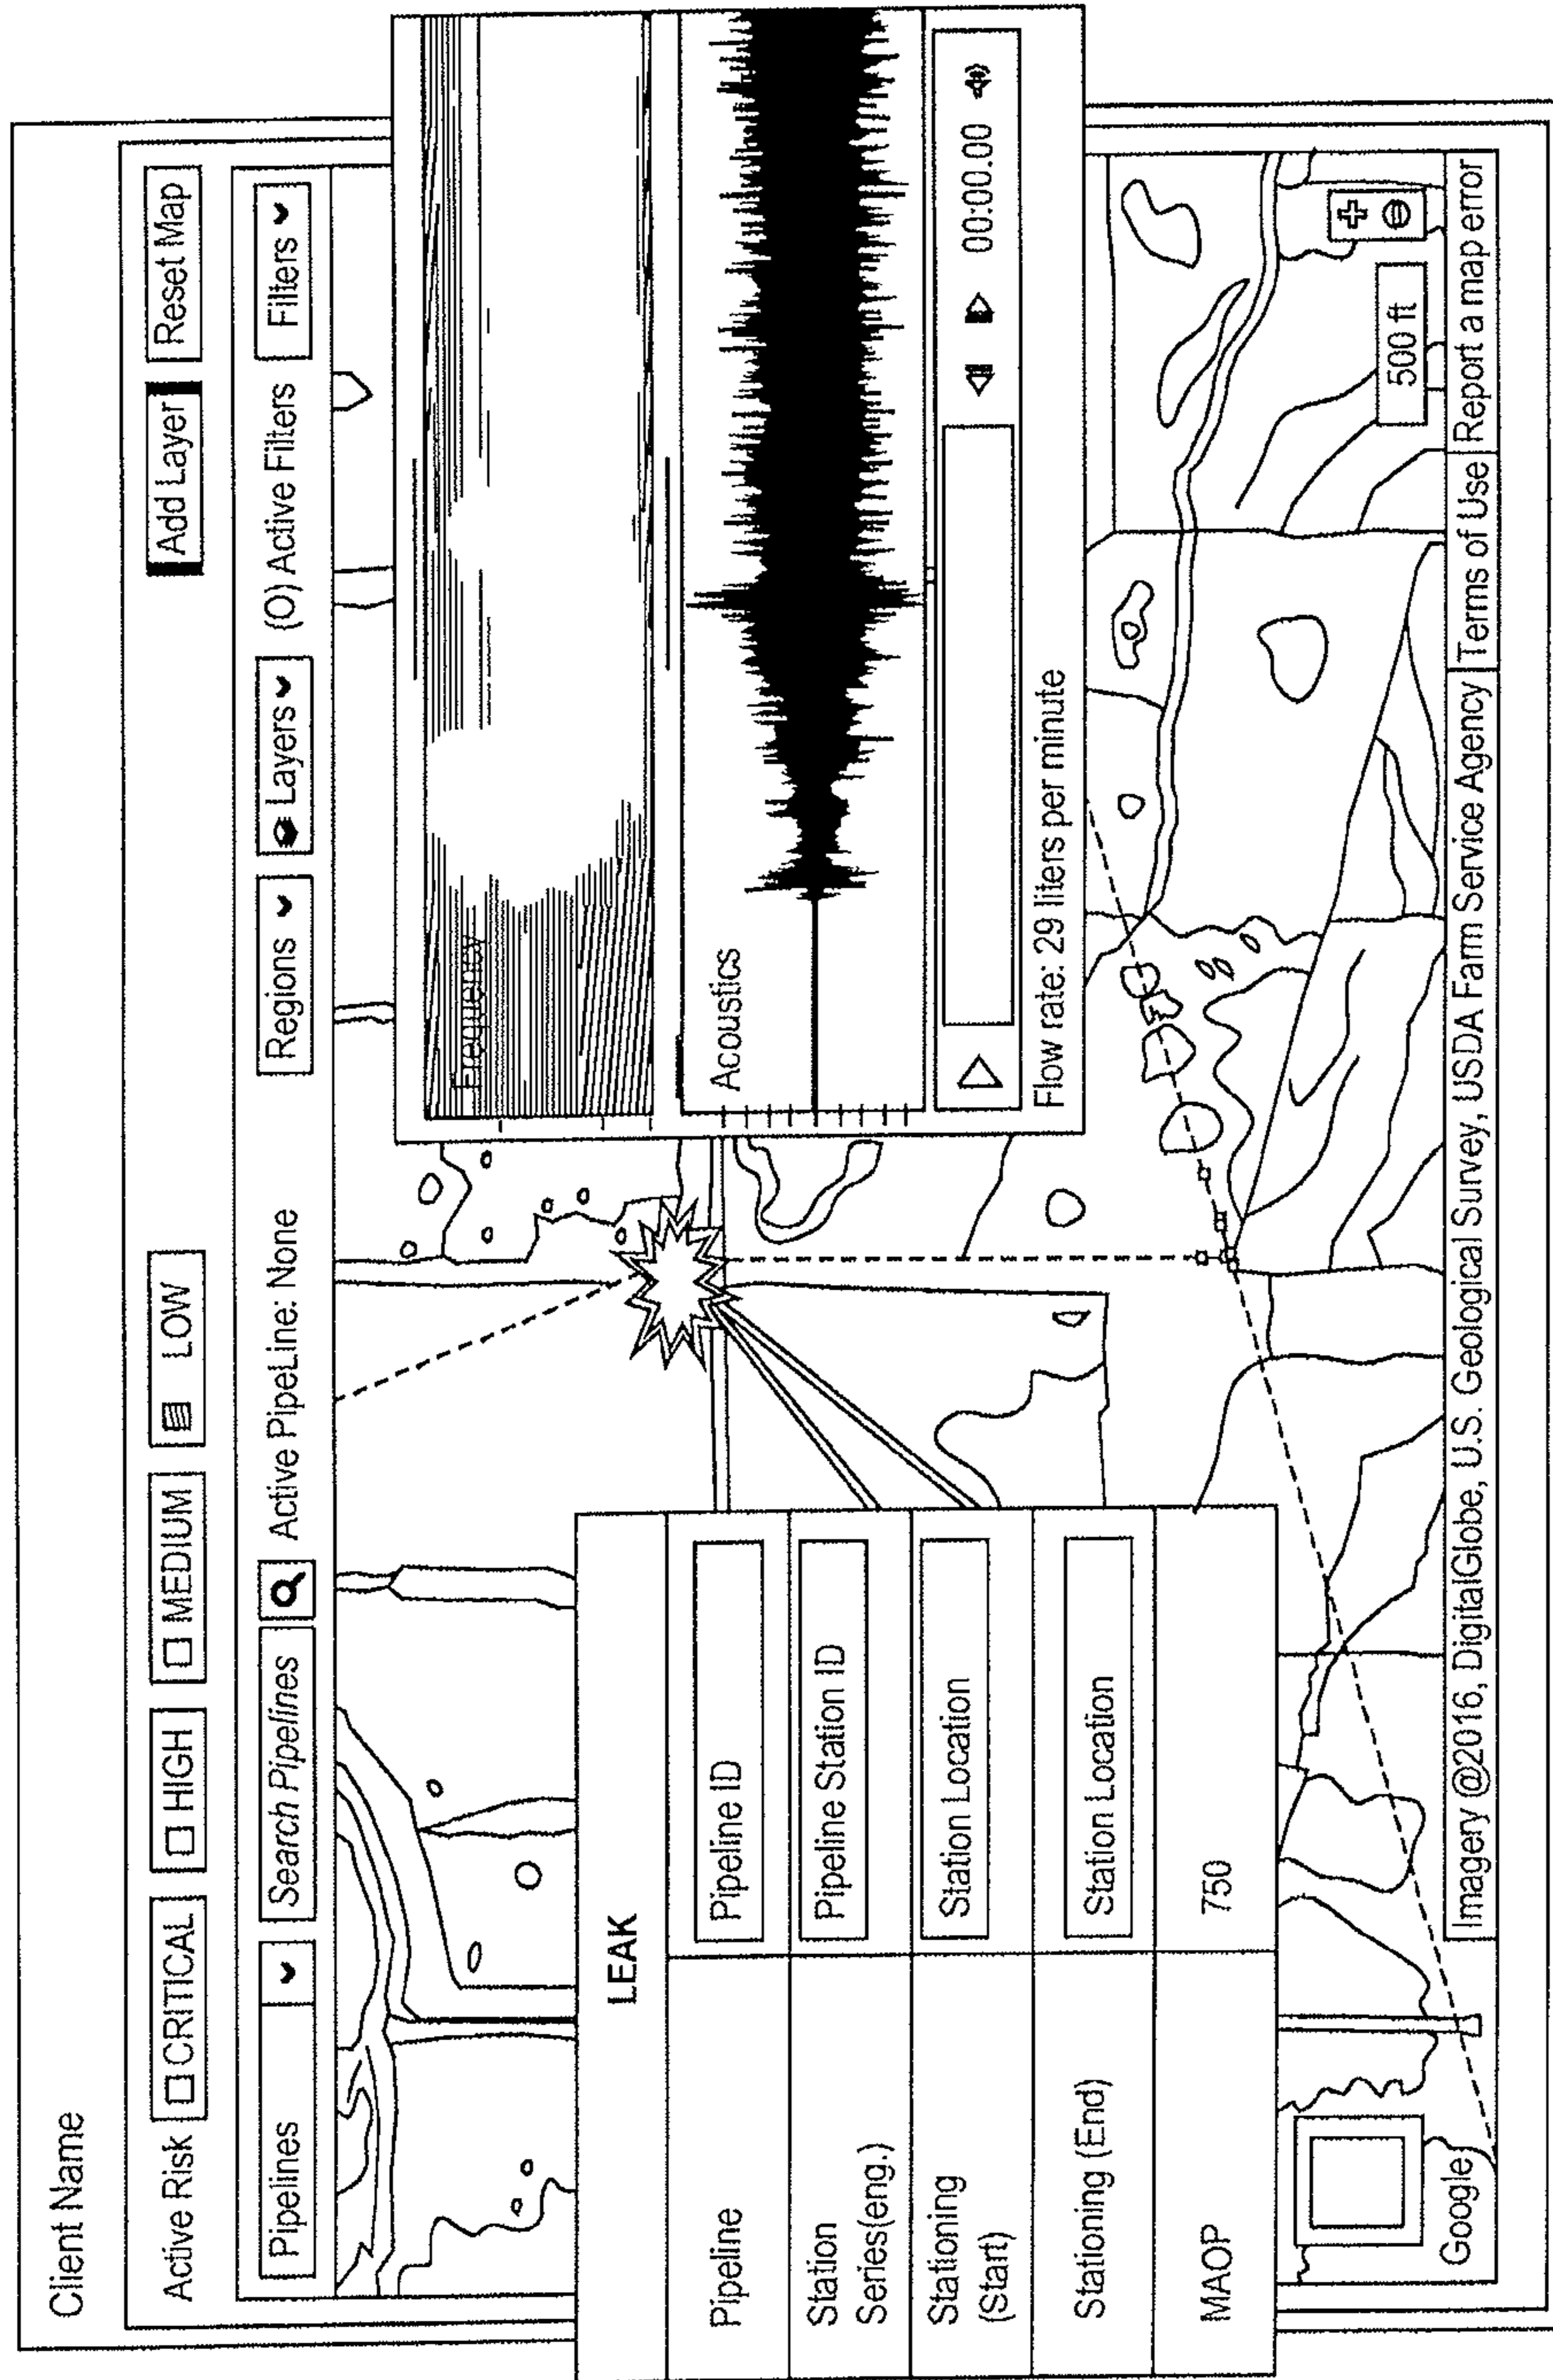 Client Name
Add Layer Reset Map
Active Risk CRITICAL HIGH MEDIUM LOW
Pipelines Search Pipelines Active PipeLine: None Regions Layers (O) Active Filters Filters
Frequency
Acoustics
00:00.00
Flow rate: 29 liters per minute
LEAK
Pipeline Pipeline ID
Station Series(eng.) Pipeline Station ID
Stationing (Start) Station Location
Stationing (End) Station Location
MAOP 750
500 ft
Google
Imagery @2016, DigitalGlobe, U.S. Geological Survey, USDA Farm Service Agency Terms of Use Report a map error